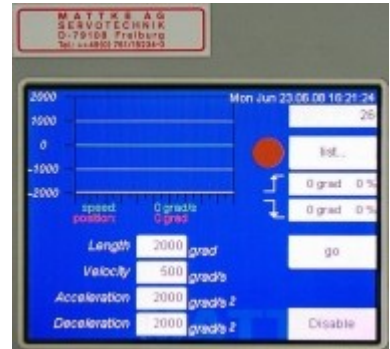 MATTKE AG
SERVOTECHNIK
D-79108 Freiburg
2000
Mon Jun 23.06.08 16:21:24
1000
26
0
list...
-1000
0 grad 0 %
-2000
speed: 0 grad/s
0 grad 0 %
position: 0 grad
Length 2000 grad
go
Velocity 500 grad/s
Acceleration 2000 grad/s 2
Deceleration 2000 grad/s 2
Disable